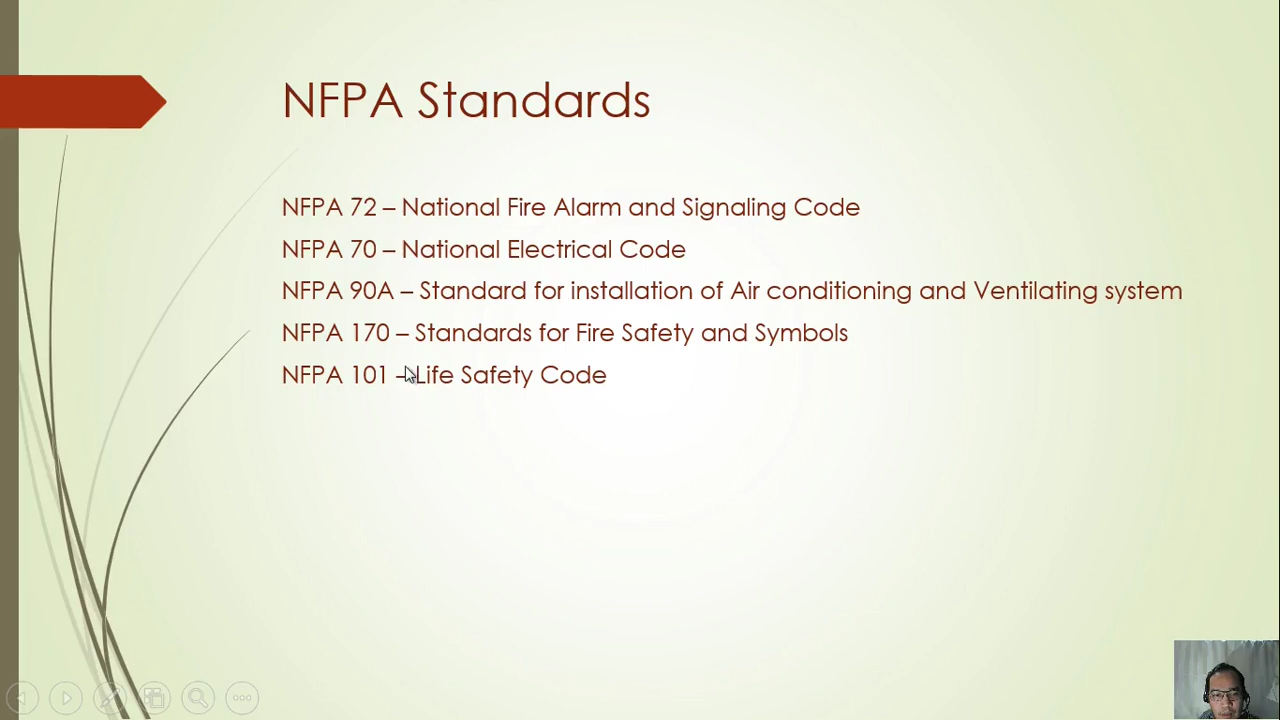 NFPA Standards
NFPA 72 – National Fire Alarm and Signaling Code
NFPA 70 – National Electrical Code
NFPA 90A – Standard for installation of Air conditioning and Ventilating system
NFPA 170 – Standards for Fire Safety and Symbols
NFPA 101 – Life Safety Code